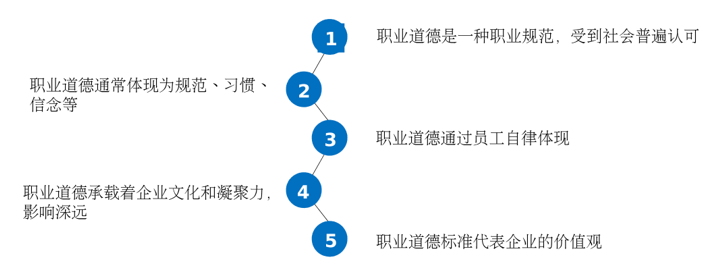 1
职业道德是一种职业规范，受到社会普遍认可
2
职业道德通常体现为规范、习惯、
信念等
3
职业道德通过员工自律体现
4
职业道德承载着企业文化和凝聚力，
影响深远
5
职业道德标准代表企业的价值观